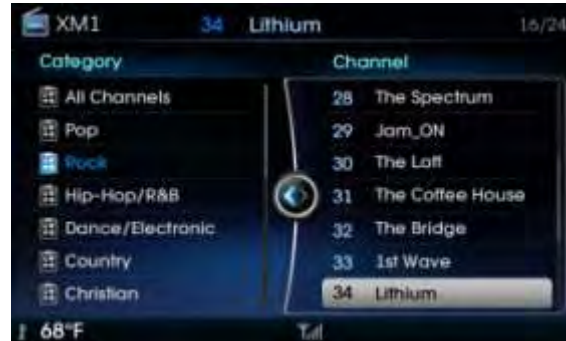 XM1 34 Lithium 16/24
Category Channel
All Channels 28 The Spectrum
Pop 29 Jam_ON
Rock 30 The Loft
Hip-Hop/R&B 31 The Coffee House
Dance/Electronic 32 The Bridge
Country 33 1st Wave
Christian 34 Lithium
68°F